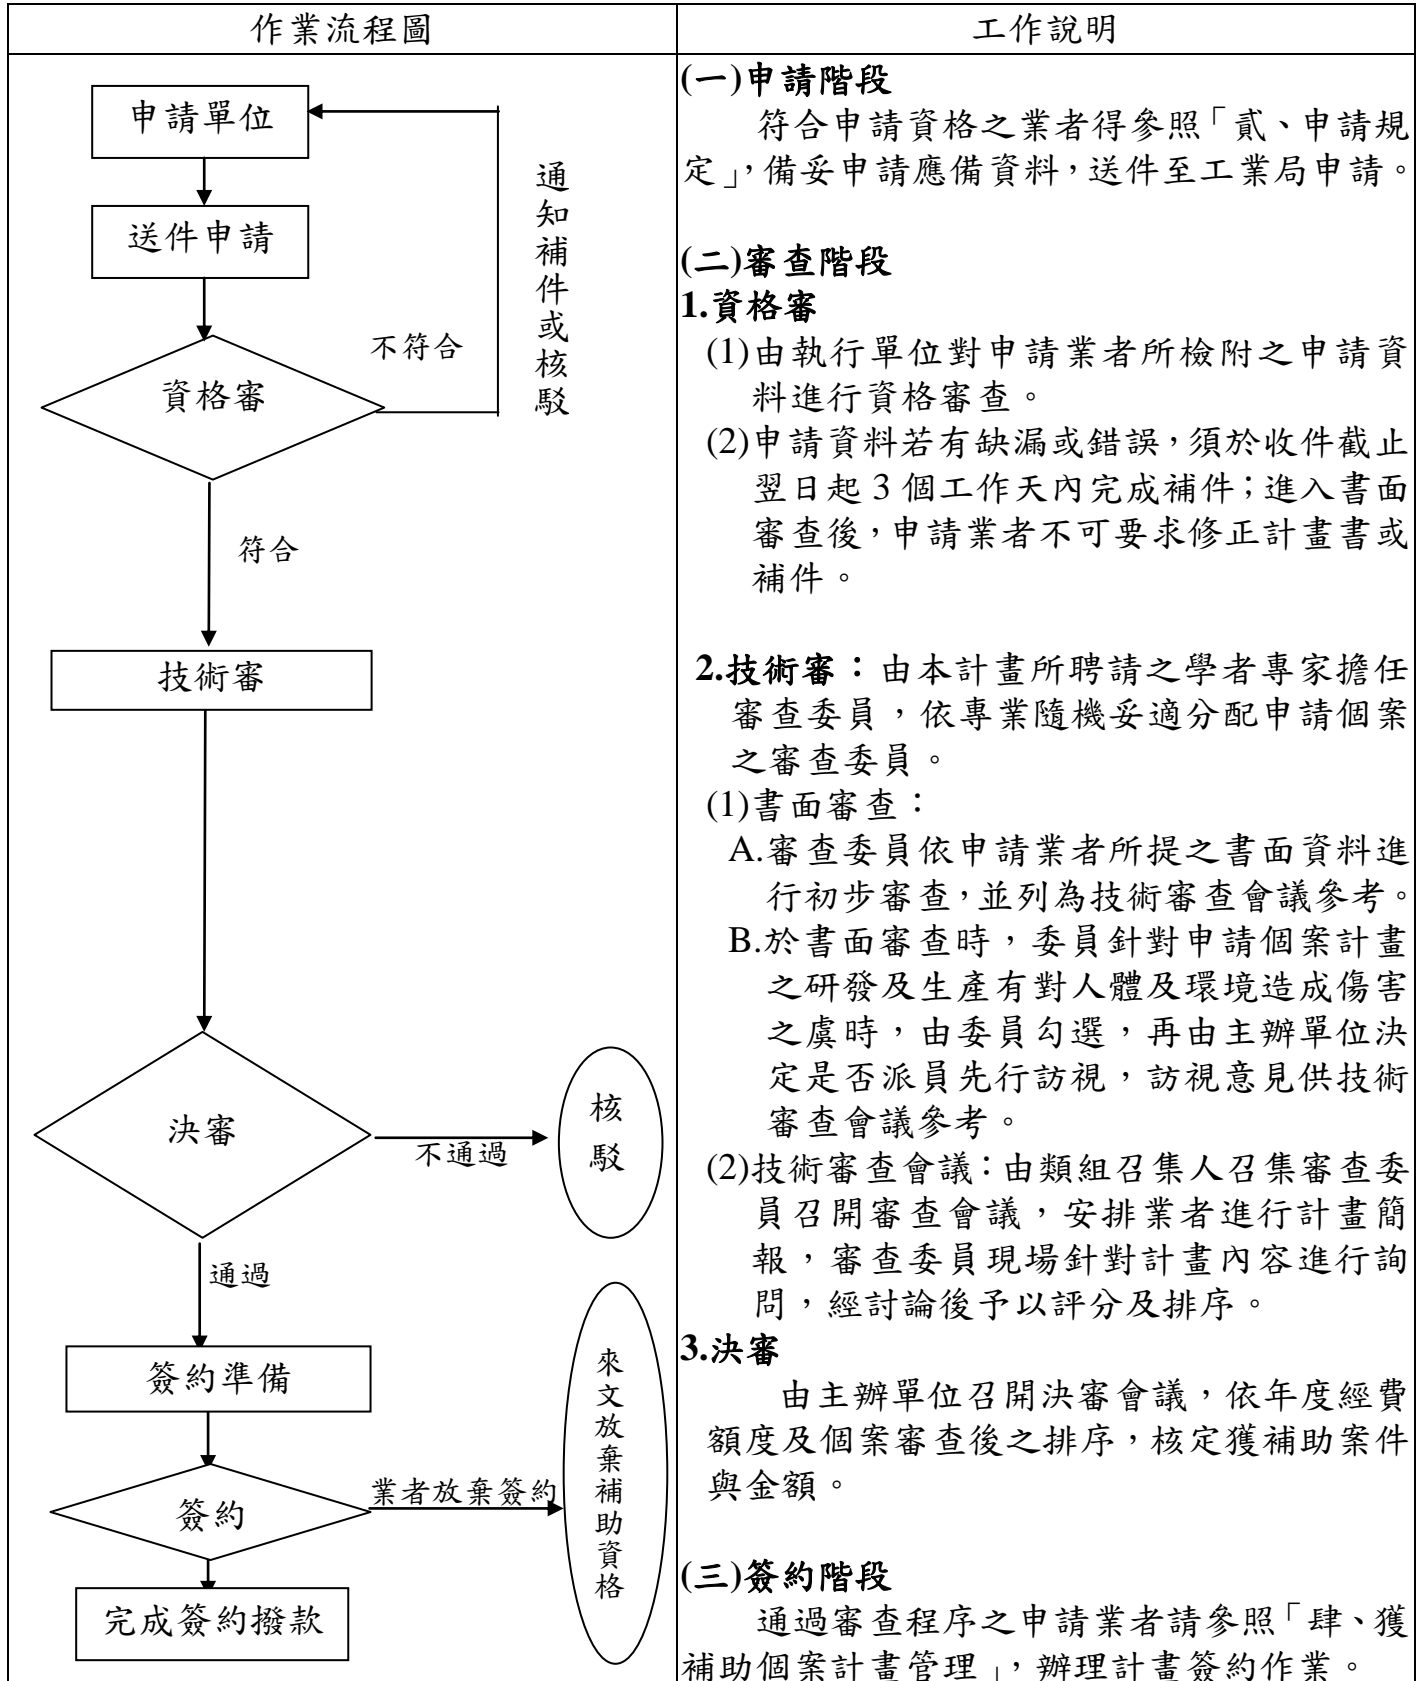 作業流程圖
工作說明
申請單位
送件申請
通知補件或核駁
不符合
資格審
符合
技術審
決審
不通過
核駁
通過
簽約準備
簽約
業者放棄簽約
來文放棄補助資格
完成簽約撥款
(一)申請階段
符合申請資格之業者得參照「貳、申請規
定」,備妥申請應備資料,送件至工業局申請。
(二)審查階段
1.資格審
(1)由執行單位對申請業者所檢附之申請資
料進行資格審查。
(2)申請資料若有缺漏或錯誤,須於收件截止
翌日起 3 個工作天內完成補件;進入書面
審查後,申請業者不可要求修正計畫書或
補件。
2.技術審:由本計畫所聘請之學者專家擔任
審查委員,依專業隨機妥適分配申請個案
之審查委員。
(1)書面審查:
A.審查委員依申請業者所提之書面資料進
行初步審查,並列為技術審查會議參考。
B.於書面審查時,委員針對申請個案計畫
之研發及生產有對人體及環境造成傷害
之虞時,由委員勾選,再由主辦單位決
定是否派員先行訪視,訪視意見供技術
審查會議參考。
(2)技術審查會議:由類組召集人召集審查委
員召開審查會議,安排業者進行計畫簡
報,審查委員現場針對計畫內容進行詢
問,經討論後予以評分及排序。
3.決審
由主辦單位召開決審會議,依年度經費
額度及個案審查後之排序,核定獲補助案件
與金額。
(三)簽約階段
通過審查程序之申請業者請參照「肆、獲
補助個案計畫管理」,辦理計畫簽約作業。